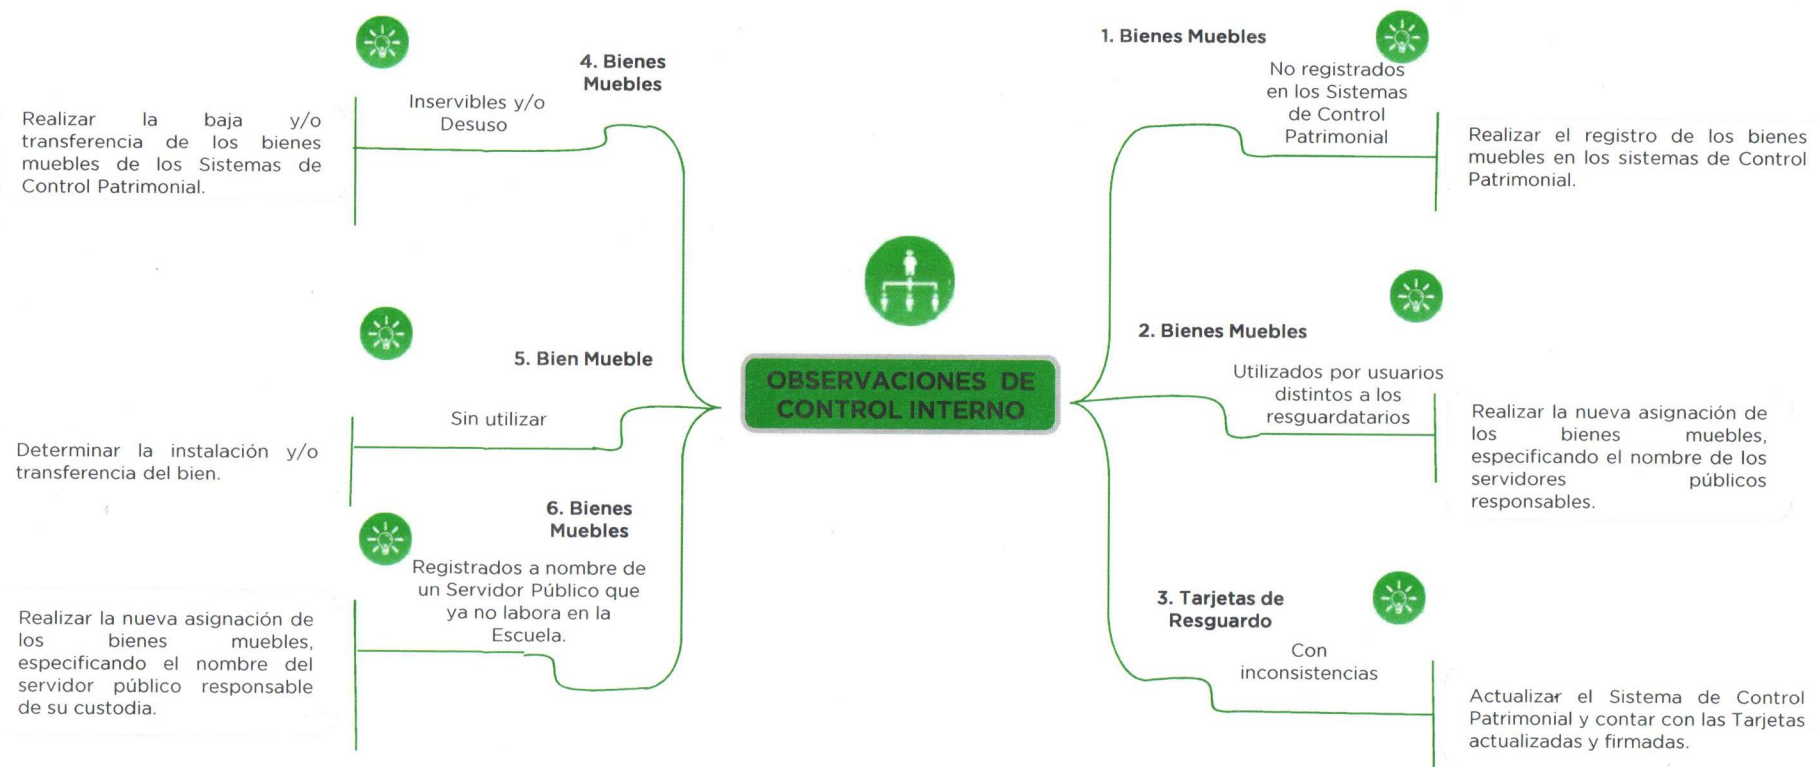 OBSERVACIONES DE
CONTROL INTERNO
1. Bienes Muebles
No registrados
en los Sistemas
de Control
Patrimonial
Realizar el registro de los bienes
muebles en los sistemas de Control
Patrimonial.
2. Bienes Muebles
Utilizados por usuarios
distintos a los
resguardatarios
Realizar la nueva asignación de
los bienes muebles,
especificando el nombre de los
servidores públicos
responsables.
3. Tarjetas de
Resguardo
Con
inconsistencias
Actualizar el Sistema de Control
Patrimonial y contar con las Tarjetas
actualizadas y firmadas.
4. Bienes
Muebles
Inservibles y/o
Desuso
Realizar la baja y/o
transferencia de los bienes
muebles de los Sistemas de
Control Patrimonial.
5. Bien Mueble
Sin utilizar
Determinar la instalación y/o
transferencia del bien.
6. Bienes
Muebles
Registrados a nombre de
un Servidor Público que
ya no labora en la
Escuela.
Realizar la nueva asignación de
los bienes muebles,
especificando el nombre del
servidor público responsable
de su custodia.